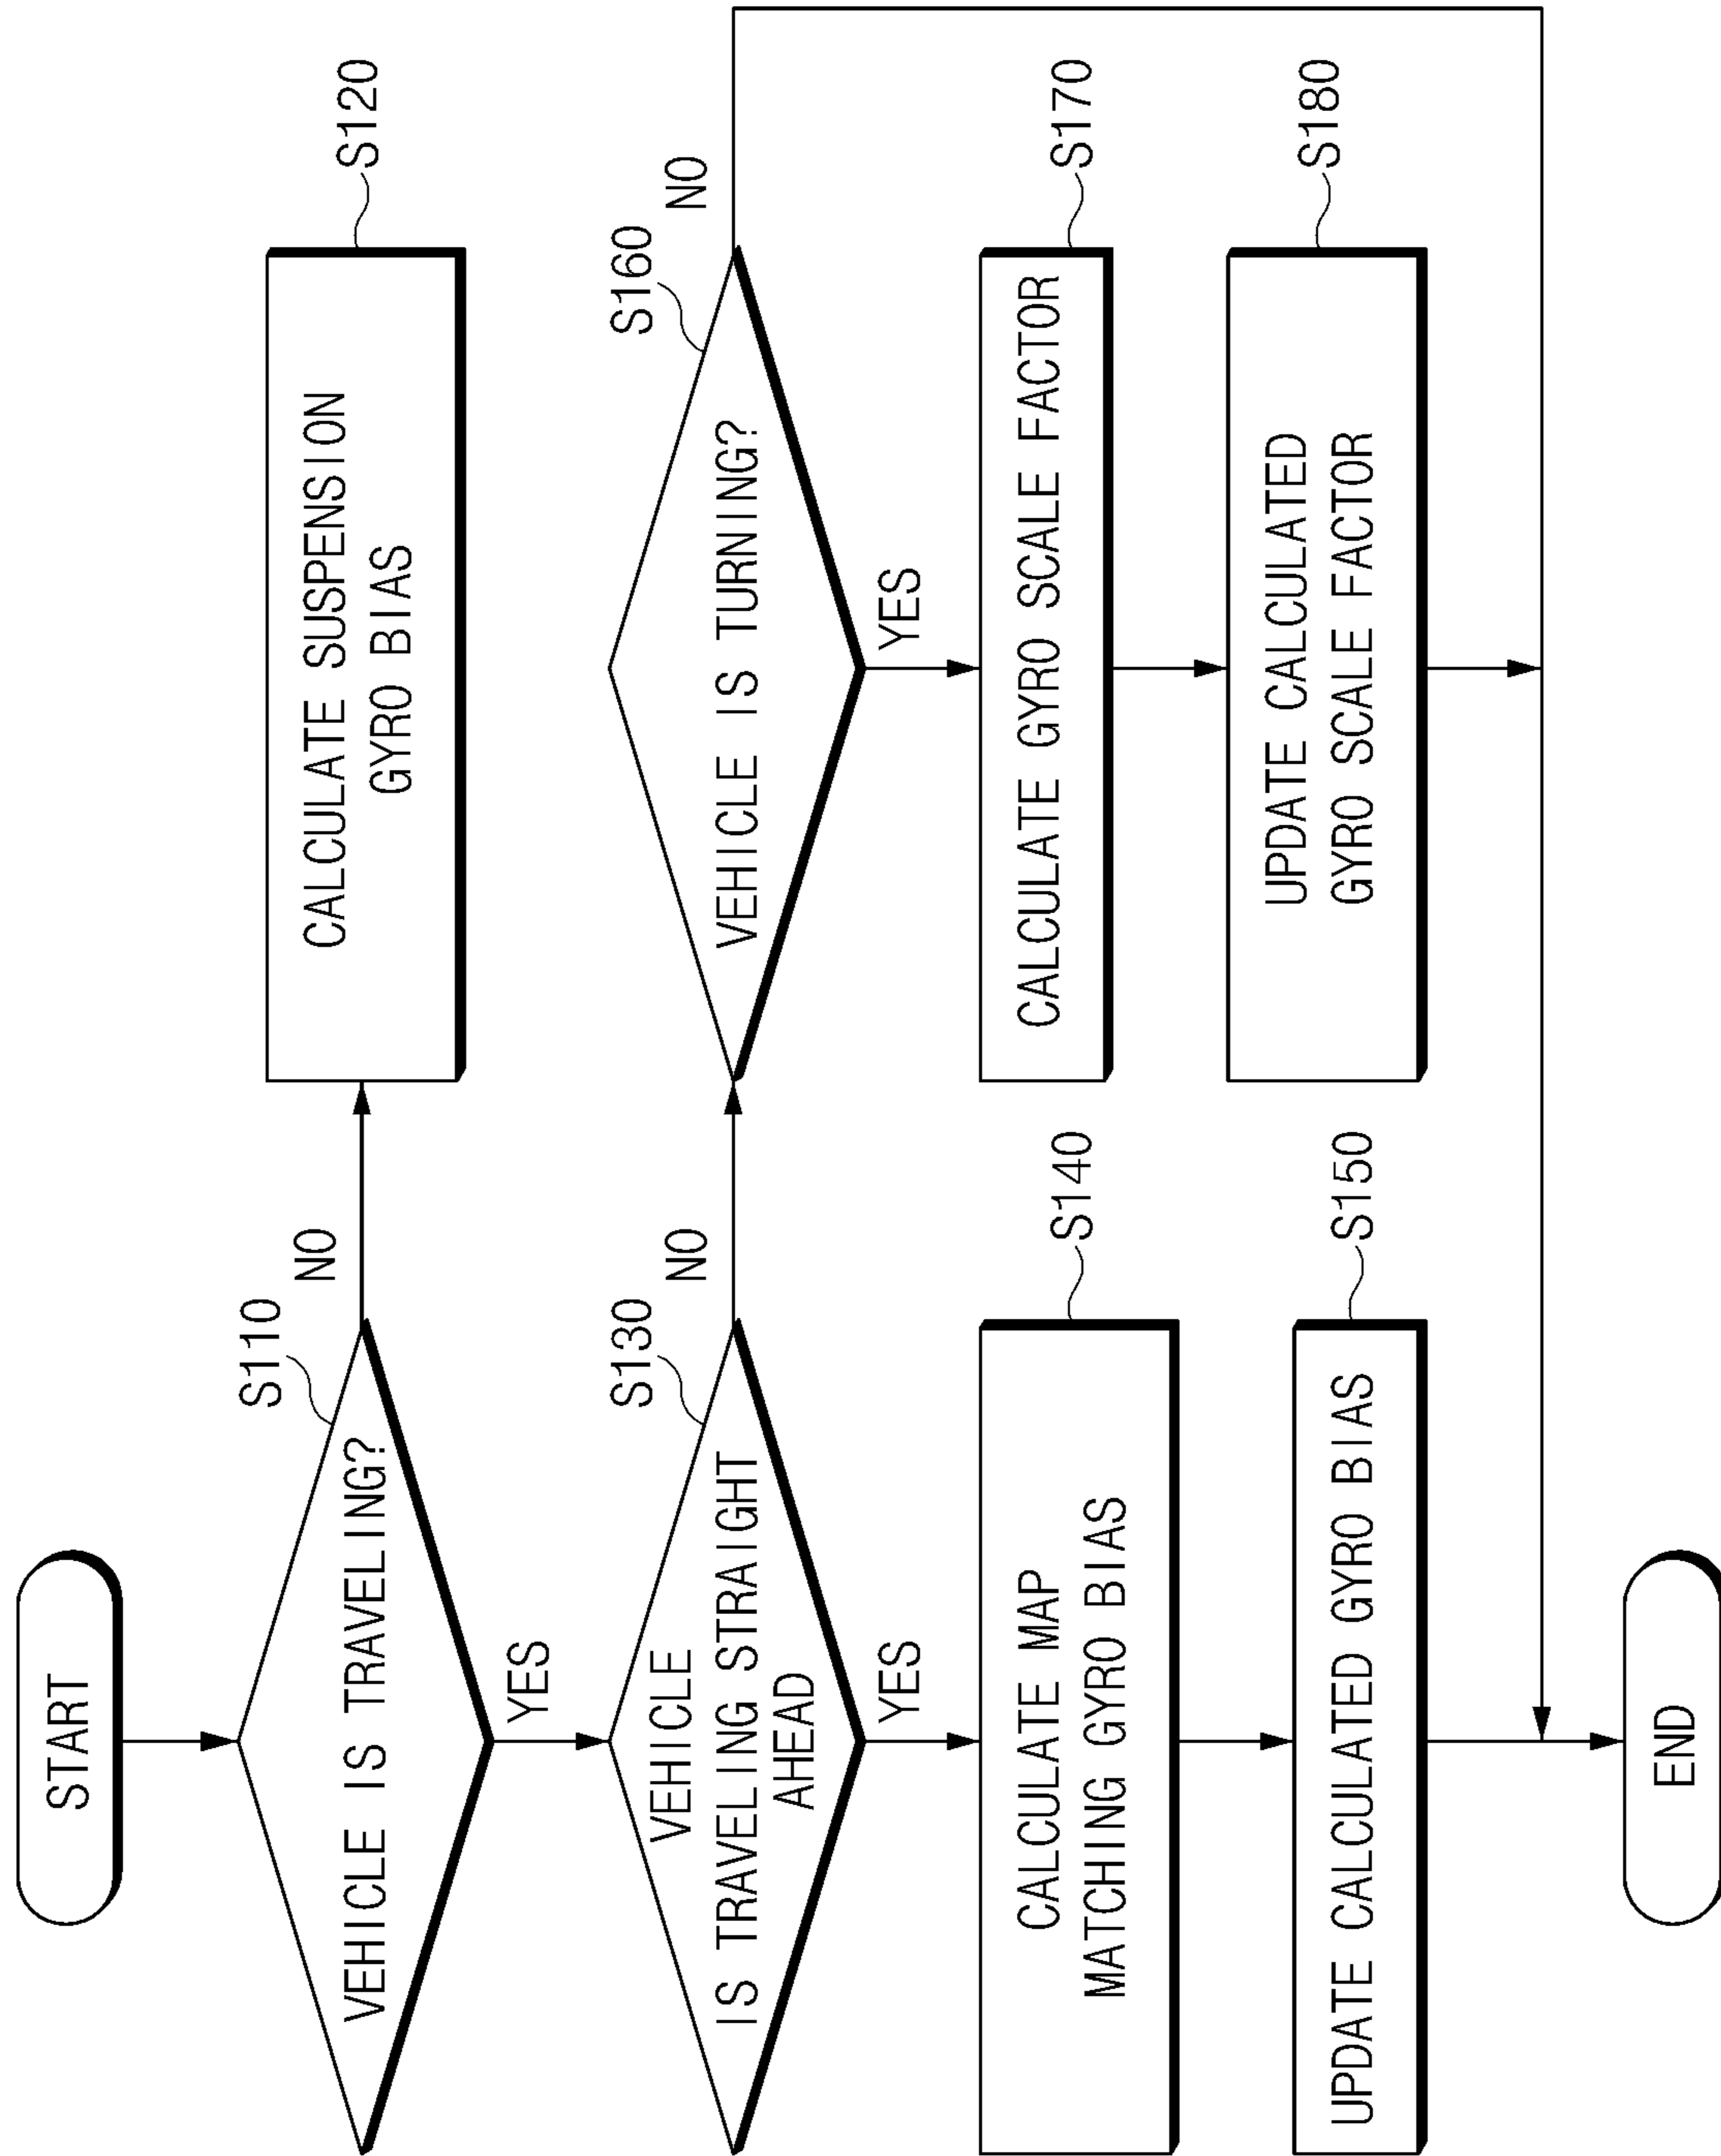 START
S110
VEHICLE IS TRAVELING?
NO
S120
CALCULATE SUSPENSION
GYRO BIAS
YES
S130
VEHICLE
IS TRAVELING STRAIGHT
AHEAD
NO
S160
VEHICLE IS TURNING?
NO
YES
S140
CALCULATE MAP
MATCHING GYRO BIAS
YES
S170
CALCULATE GYRO SCALE FACTOR
S150
UPDATE CALCULATED GYRO BIAS
S180
UPDATE CALCULATED
GYRO SCALE FACTOR
END